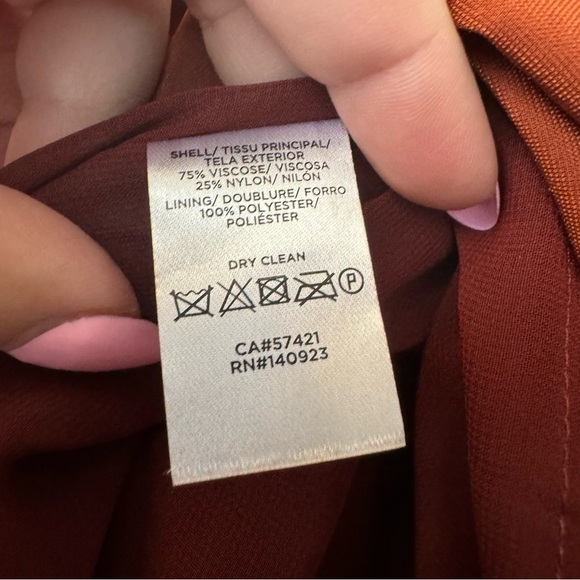 SHELL/ TISSU PRINCIPAL/
TELA EXTERIOR
75% VISCOSE/ VISCOSA
25% NYLON/ NILÓN
LINING/ DOUBLURE/ FORRO
100% POLYESTER/
POLIÉSTER
DRY CLEAN
P
CA#57421
RN#140923